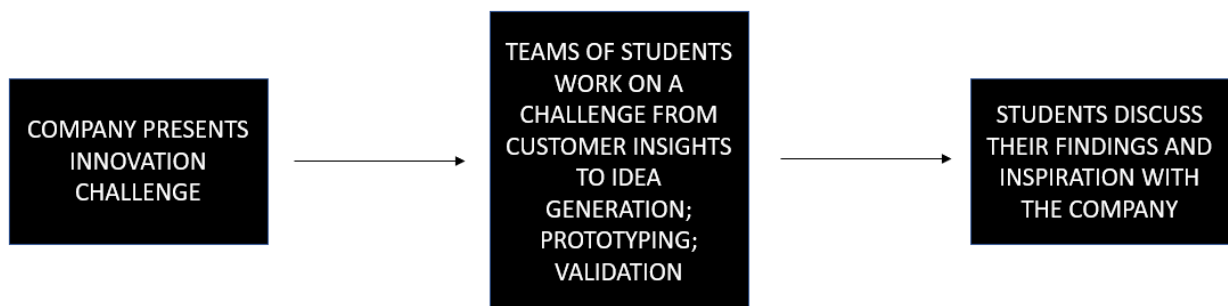 COMPANY PRESENTS
INNOVATION
CHALLENGE
TEAMS OF STUDENTS
WORK ON A
CHALLENGE FROM
CUSTOMER INSIGHTS
TO IDEA
GENERATION;
PROTOTYPING;
VALIDATION
STUDENTS DISCUSS
THEIR FINDINGS AND
INSPIRATION WITH
THE COMPANY